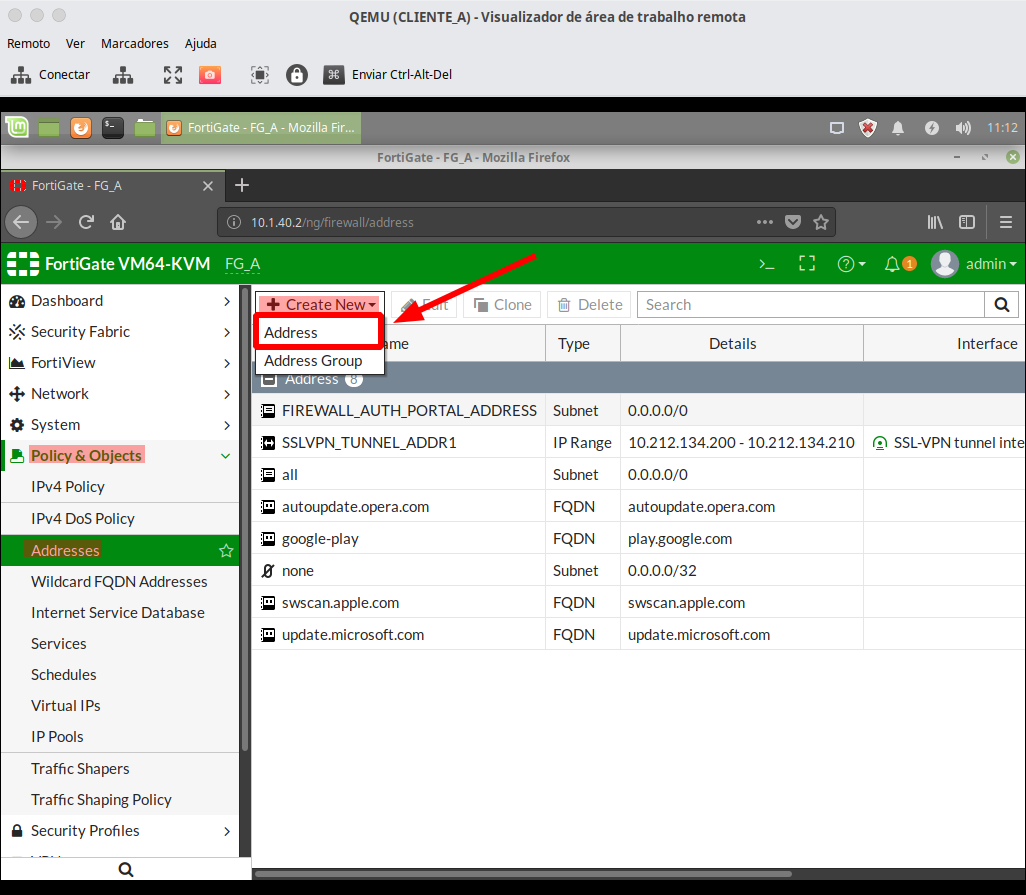 QEMU (CLIENTE_A) - Visualizador de área de trabalho remota
Remoto Ver Marcadores Ajuda
Conectar Enviar Ctrl-Alt-Del
FortiGate - FG_A - Mozilla Fir... 11:12
FortiGate - FG_A - Mozilla Firefox
FortiGate - FG_A
10.1.40.2/ng/firewall/address
FortiGate VM64-KVM FG_A 1 admin
Dashboard
Security Fabric
FortiView
Network
System
Policy & Objects
IPv4 Policy
IPv4 DoS Policy
Addresses
Wildcard FQDN Addresses
Internet Service Database
Services
Schedules
Virtual IPs
IP Pools
Traffic Shapers
Traffic Shaping Policy
Security Profiles
Create New Edit Clone Delete Search
Address
Address Group
ame Type Details Interface
Address 8
FIREWALL_AUTH_PORTAL_ADDRESS Subnet 0.0.0.0/0
SSLVPN_TUNNEL_ADDR1 IP Range 10.212.134.200 - 10.212.134.210 SSL-VPN tunnel inte
all Subnet 0.0.0.0/0
autoupdate.opera.com FQDN autoupdate.opera.com
google-play FQDN play.google.com
none Subnet 0.0.0.0/32
swscan.apple.com FQDN swscan.apple.com
update.microsoft.com FQDN update.microsoft.com